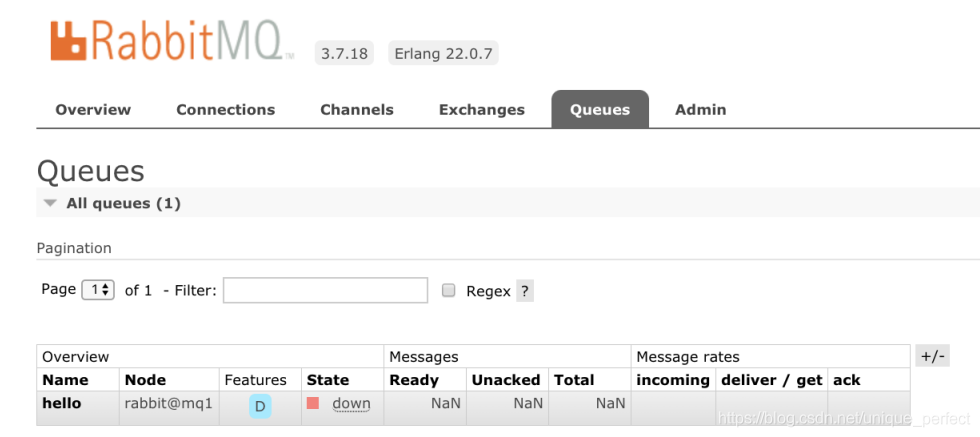 RabbitMQ TM 3.7.18 Erlang 22.0.7
Overview Connections Channels Exchanges Queues Admin
Queues
All queues (1)
Pagination
Page 1 of 1 - Filter: Regex ?
Overview Messages Message rates +/-
Name Node Features State Ready Unacked Total incoming deliver / get ack
hello rabbit@mq1 D down NaN NaN NaN
https://blog.csdn.net/unique_perfect